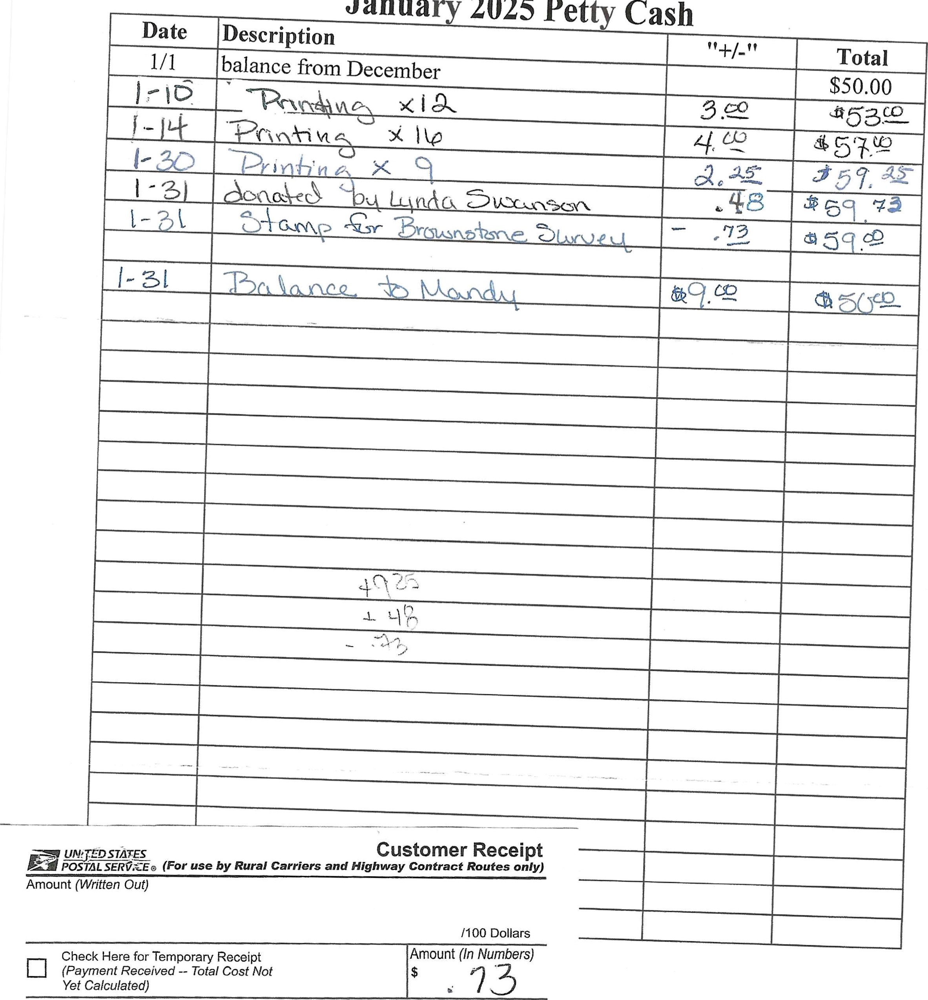 January 2025 Petty Cash
Date Description "+/-" Total
1/1 balance from December $50.00
1-10 Printing x12 3.00 $53.00
1-14 Printing x 16 4.00 $57.00
1-30 Printing x 9 2.25 $59.25
1-31 donated by Lynda Swanson .48 $59.73
1-31 Stamp for Brownstone Survey - .73 $59.00
1-31 Balance to Mandy $9.00 $50.00
+9 25
+ 48
- .73
UNITED STATES POSTAL SERVICE® Customer Receipt
(For use by Rural Carriers and Highway Contract Routes only)
Amount (Written Out)
/100 Dollars
Check Here for Temporary Receipt
(Payment Received -- Total Cost Not
Yet Calculated)
Amount (In Numbers)
$ .73